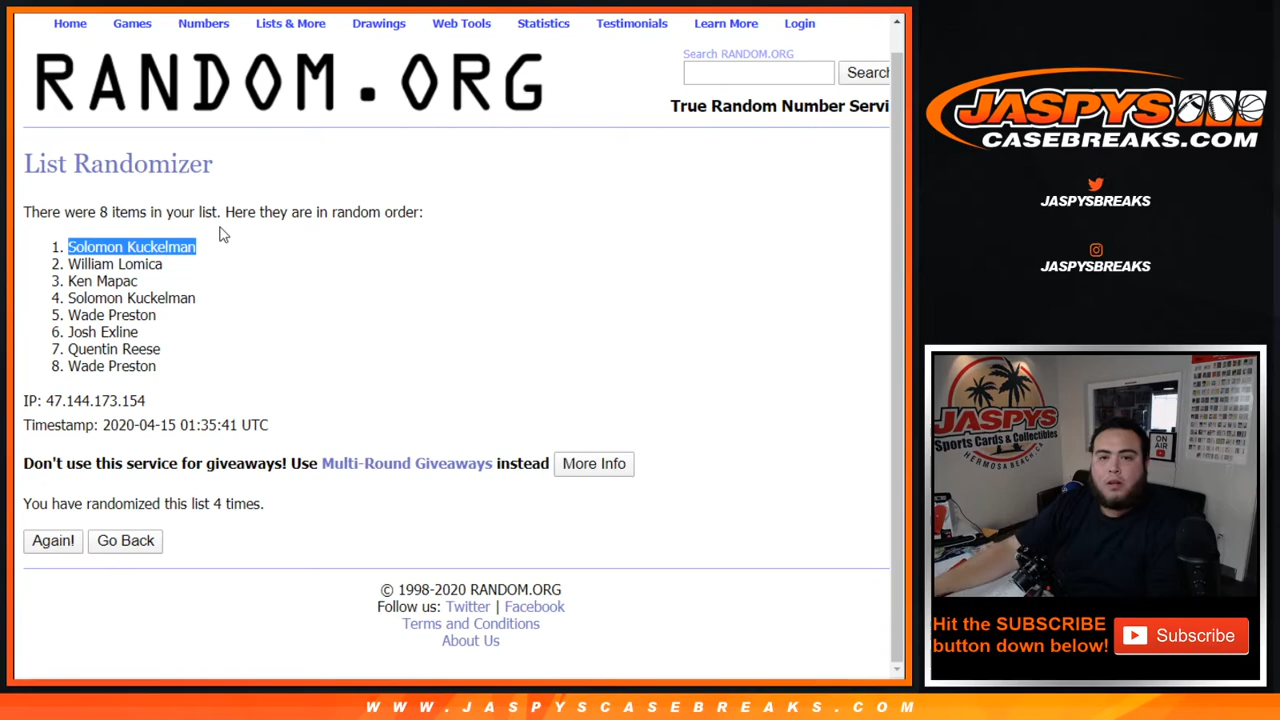 Home Games Numbers Lists & More Drawings Web Tools Statistics Testimonials Learn More Login
RANDOM.ORG
Search RANDOM.ORG
Search
True Random Number Servi
List Randomizer
There were 8 items in your list. Here they are in random order:
1. Solomon Kuckelman
2. William Lomica
3. Ken Mapac
4. Solomon Kuckelman
5. Wade Preston
6. Josh Exline
7. Quentin Reese
8. Wade Preston
IP: 47.144.173.154
Timestamp: 2020-04-15 01:35:41 UTC
Don't use this service for giveaways! Use Multi-Round Giveaways instead More Info
You have randomized this list 4 times.
Again! Go Back
© 1998-2020 RANDOM.ORG
Follow us: Twitter | Facebook
Terms and Conditions
About Us
JASPYS
CASEBREAKS.COM
JASPYSBREAKS
JASPYSBREAKS
JASPYS
Sports Cards & Collectibles
HERMOSA BEACH, CA
ON
AIR
Hit the SUBSCRIBE
button down below!
Subscribe
WWW.JASPYSCASEBREAKS.COM